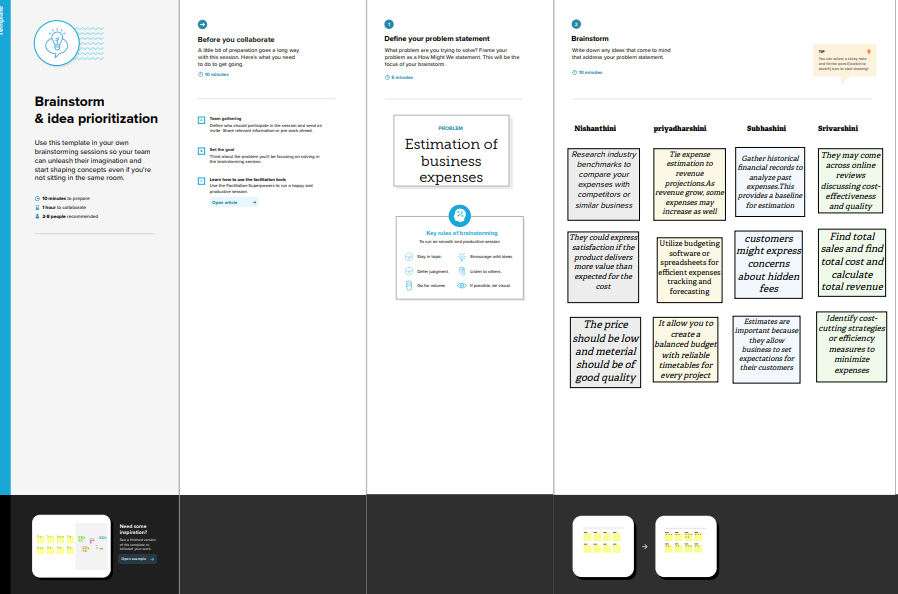 Template
Brainstorm
& idea prioritization
Use this template in your own
brainstorming sessions so your team
can unleash their imagination and
start shaping concepts even if you're
not sitting in the same room.
10 minutes to prepare
1 hour to collaborate
2-8 people recommended
Need some
inspiration?
See a finished version
of this template to
kickstart your work.
Open example
Before you collaborate
A little bit of preparation goes a long way
with this session. Here's what you need
to do to get going.
10 minutes
Team gathering
Define who should participate in the session and send an
invite. Share relevant information or pre-work ahead.
Set the goal
Think about the problem you'll be focusing on solving in
the brainstorming session.
Learn how to use the facilitation tools
Use the Facilitation Superpowers to run a happy and
productive session.
Open article
1
Define your problem statement
What problem are you trying to solve? Frame your
problem as a How Might We statement. This will be the
focus of your brainstorm.
5 minutes
PROBLEM
Estimation of
business
expenses
Key rules of brainstorming
To run an smooth and productive session
Stay in topic.
Encourage wild ideas.
Defer judgment.
Listen to others.
Go for volume.
If possible, be visual.
2
Brainstorm
Write down any ideas that come to mind
that address your problem statement.
10 minutes
TIP
You can select a sticky note
and hit the pencil [switch to
sketch] icon to start drawing!
Nishanthini
priyadharshini
Subhashini
Srivarshini
Research industry
benchmarks to
compare your
expenses with
competitors or
similar business
Tie expense
estimation to
revenue
projections.As
revenue grow, some
expenses may
increase as well
Gather historical
financial records to
analyze past
expenses.This
provides a baseline
for estimation
They may come
across online
reviews
discussing cost-
effectiveness
and quality
They could express
satisfaction if the
product delivers
more value than
expected for the
cost
Utilize budgeting
software or
spreadsheets for
efficient expenses
tracking and
forecasting
customers
might express
concerns
about hidden
fees
Find total
sales and find
total cost and
calculate
total revenue
The price
should be low
and meterial
should be of
good quality
It allow you to
create a
balanced budget
with reliable
timetables for
every project
Estimates are
important because
they allow
business to set
expectations for
their customers
Identify cost-
cutting strategies
or efficiency
measures to
minimize
expenses